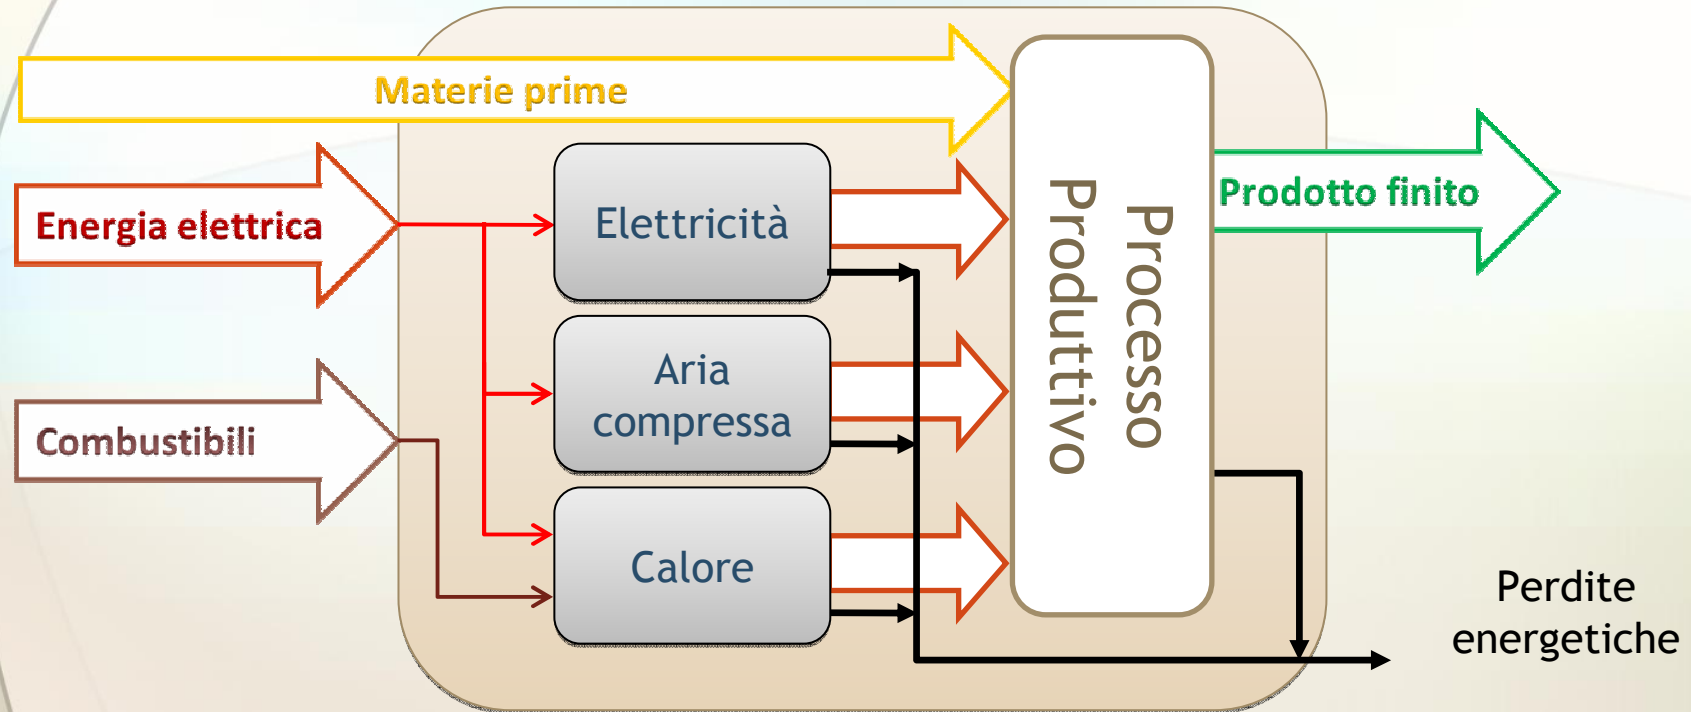 Materie prime
Energia elettrica
Combustibili
Elettricità
Aria
compressa
Calore
Processo
Produttivo
Prodotto finito
Perdite
energetiche